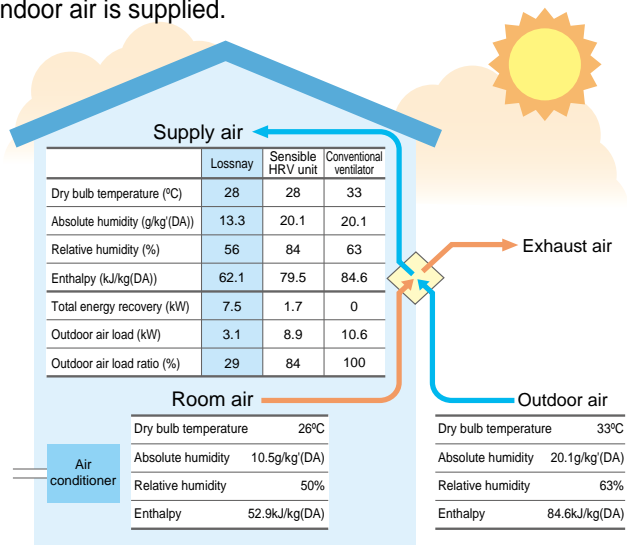 ndoor air is supplied.
Supply air
Lossnay Sensible HRV unit Conventional ventilator
Dry bulb temperature (ºC) 28 28 33
Absolute humidity (g/kg'(DA)) 13.3 20.1 20.1
Relative humidity (%) 56 84 63
Enthalpy (kJ/kg(DA)) 62.1 79.5 84.6
Total energy recovery (kW) 7.5 1.7 0
Outdoor air load (kW) 3.1 8.9 10.6
Outdoor air load ratio (%) 29 84 100
Exhaust air
Room air
Dry bulb temperature 26ºC
Absolute humidity 10.5g/kg'(DA)
Relative humidity 50%
Enthalpy 52.9kJ/kg(DA)
Air
conditioner
Outdoor air
Dry bulb temperature 33ºC
Absolute humidity 20.1g/kg'(DA)
Relative humidity 63%
Enthalpy 84.6kJ/kg(DA)